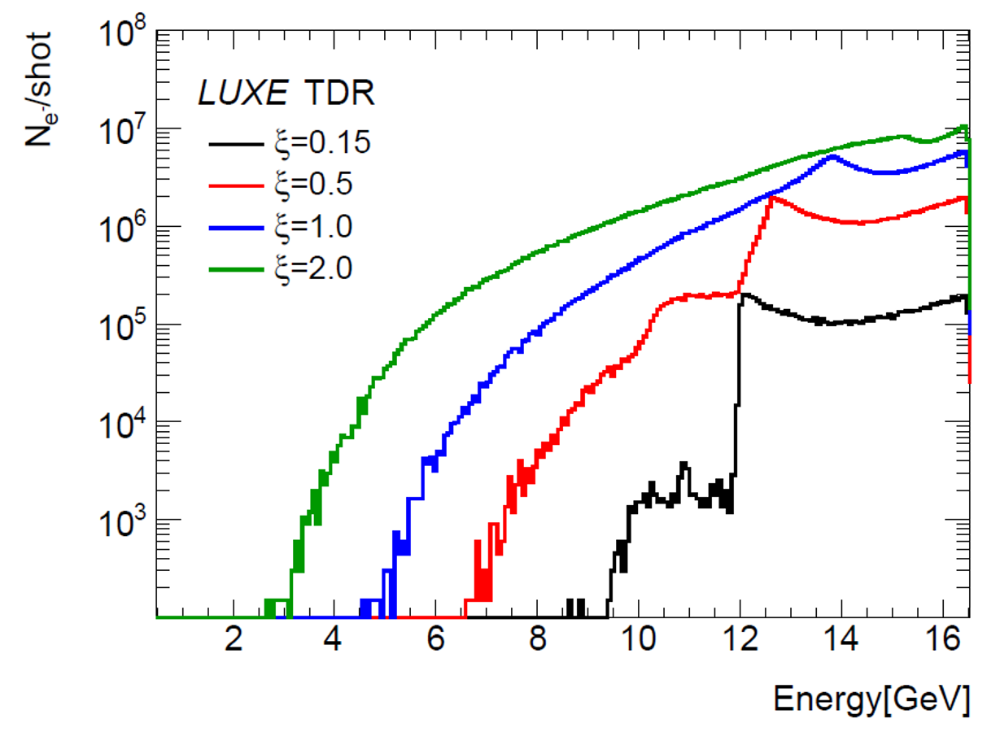 10⁸
Nₑ₋/shot
LUXE TDR
10⁷
ξ=0.15
ξ=0.5
10⁶
ξ=1.0
ξ=2.0
10⁵
10⁴
10³
2 4 6 8 10 12 14 16
Energy[GeV]